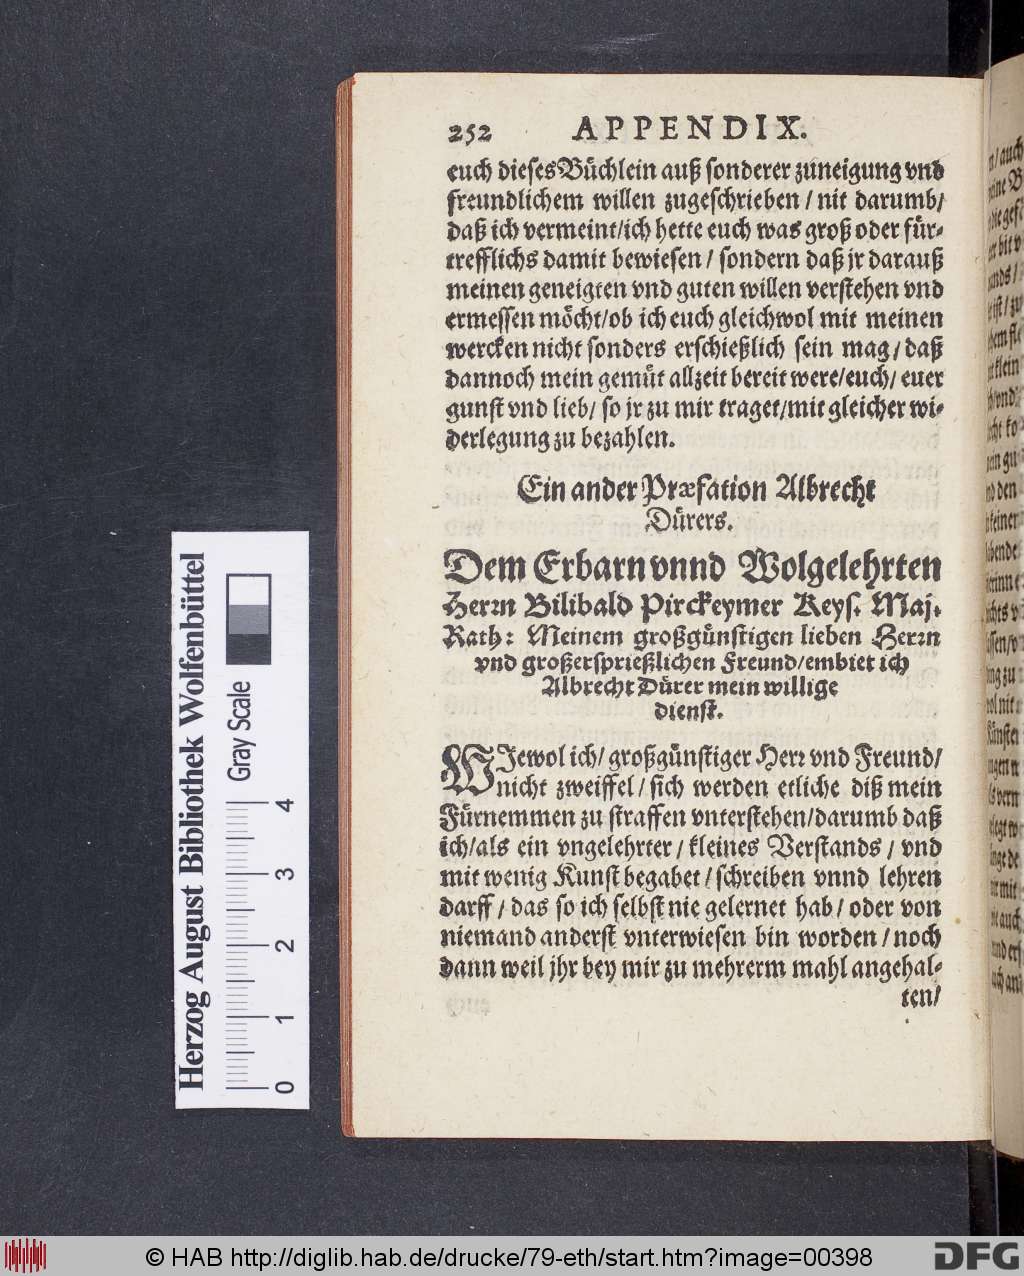 252 APPENDIX.
euch dieses Büchlein auß sonderer zuneigung vnd
freundlichem willen zugeschrieben / nit darumb/
daß ich vermeint/ich hette euch was groß oder für-
trefflichs damit bewiesen / sondern daß jr darauß
meinen geneigten vnd guten willen verstehen vnd
ermessen möcht/ob ich euch gleichwol mit meinen
wercken nicht sonders erschießlich sein mag / daß
dannoch mein gemüt allzeit bereit were/euch/ euer
gunst vnd lieb/ so jr zu mir traget/mit gleicher wi-
derlegung zu bezahlen.
Ein ander Præfation Albrecht
Dürers.
Dem Erbarn vnnd Wolgelehrten
Herrn Bilibald Pirckeymer Keys. Maj.
Rath: Meinem großgünstigen lieben Herrn
vnd großersprießlichen Freund/embiet ich
Albrecht Dürer mein willige
dienst.
WJewol ich/ großgünstiger Herr vnd Freund/
nicht zweiffel / sich werden etliche diß mein
Fürnemmen zu straffen vnterstehen/darumb daß
ich/als ein vngelehrter / kleines Verstands / vnd
mit wenig Kunst begabet / schreiben vnnd lehren
darff / das so ich selbst nie gelernet hab / oder von
niemand anderst vnterwiesen bin worden / noch
dann weil jhr bey mir zu mehrerm mahl angehal-
ten/
Herzog August Bibliothek Wolfenbüttel
Gray Scale
0 1 2 3 4
© HAB http://diglib.hab.de/drucke/79-eth/start.htm?image=00398
DFG